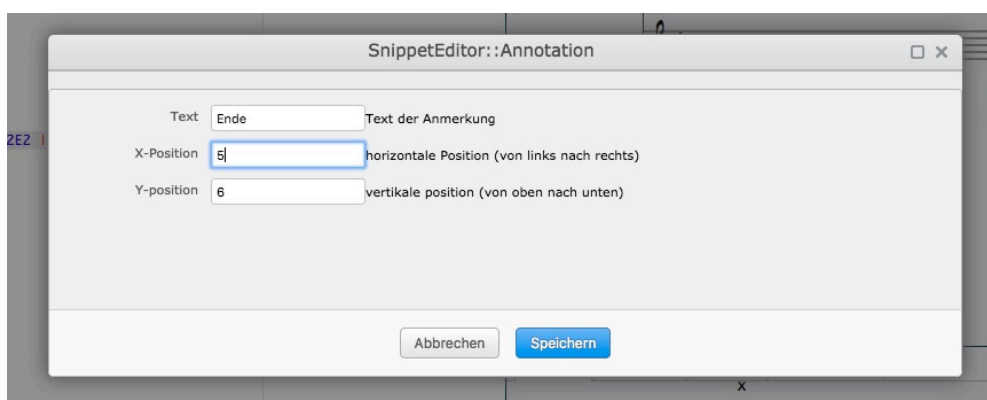 SnippetEditor::Annotation
Text Ende Text der Anmerkung
2E2 |
X-Position 5 horizontale Position (von links nach rechts)
Y-position 6 vertikale position (von oben nach unten)
Abbrechen Speichern
x